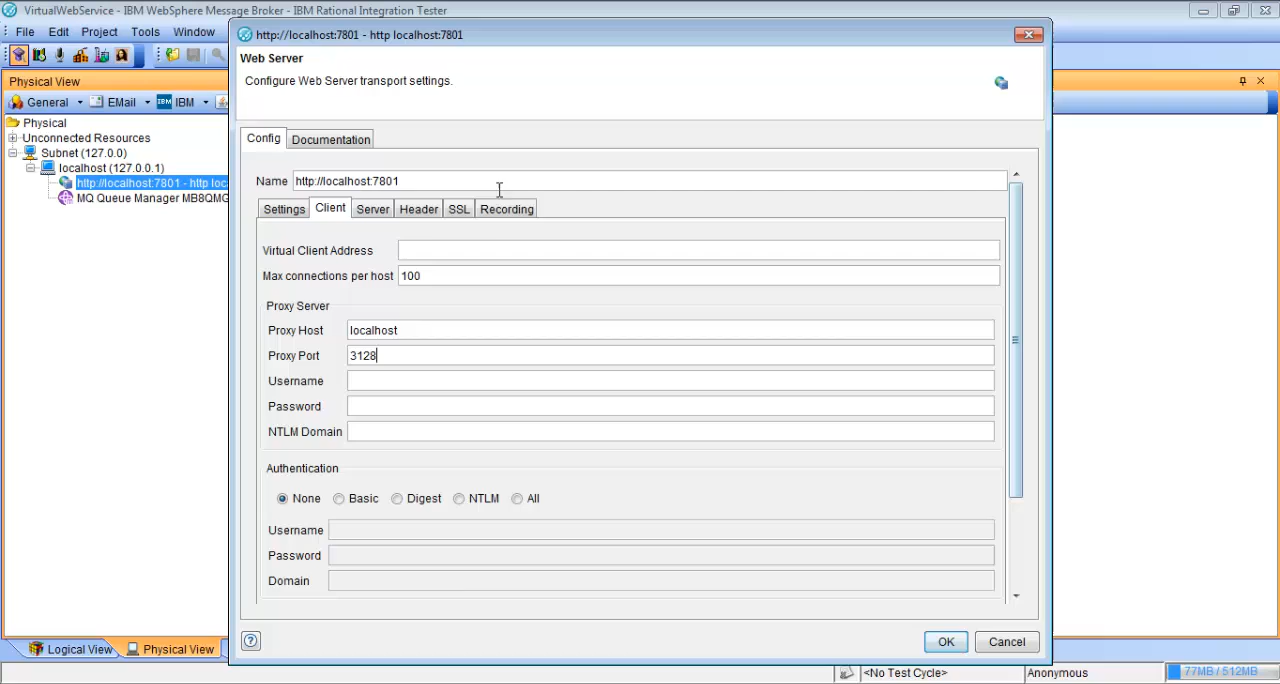 VirtualWebService - IBM WebSphere Message Broker - IBM Rational Integration Tester
File Edit Project Tools Window
http://localhost:7801 - http localhost:7801
Web Server
Configure Web Server transport settings.
Physical View
General EMail IBM IBM
Physical
Unconnected Resources
Subnet (127.0.0)
localhost (127.0.0.1)
http://localhost:7801 - http loc
MQ Queue Manager MB8QMG
Config Documentation
Name http://localhost:7801
Settings Client Server Header SSL Recording
Virtual Client Address
Max connections per host 100
Proxy Server
Proxy Host localhost
Proxy Port 3128
Username
Password
NTLM Domain
Authentication
None Basic Digest NTLM All
Username
Password
Domain
? OK Cancel
Logical View Physical View
<No Test Cycle> Anonymous 77MB / 512MB